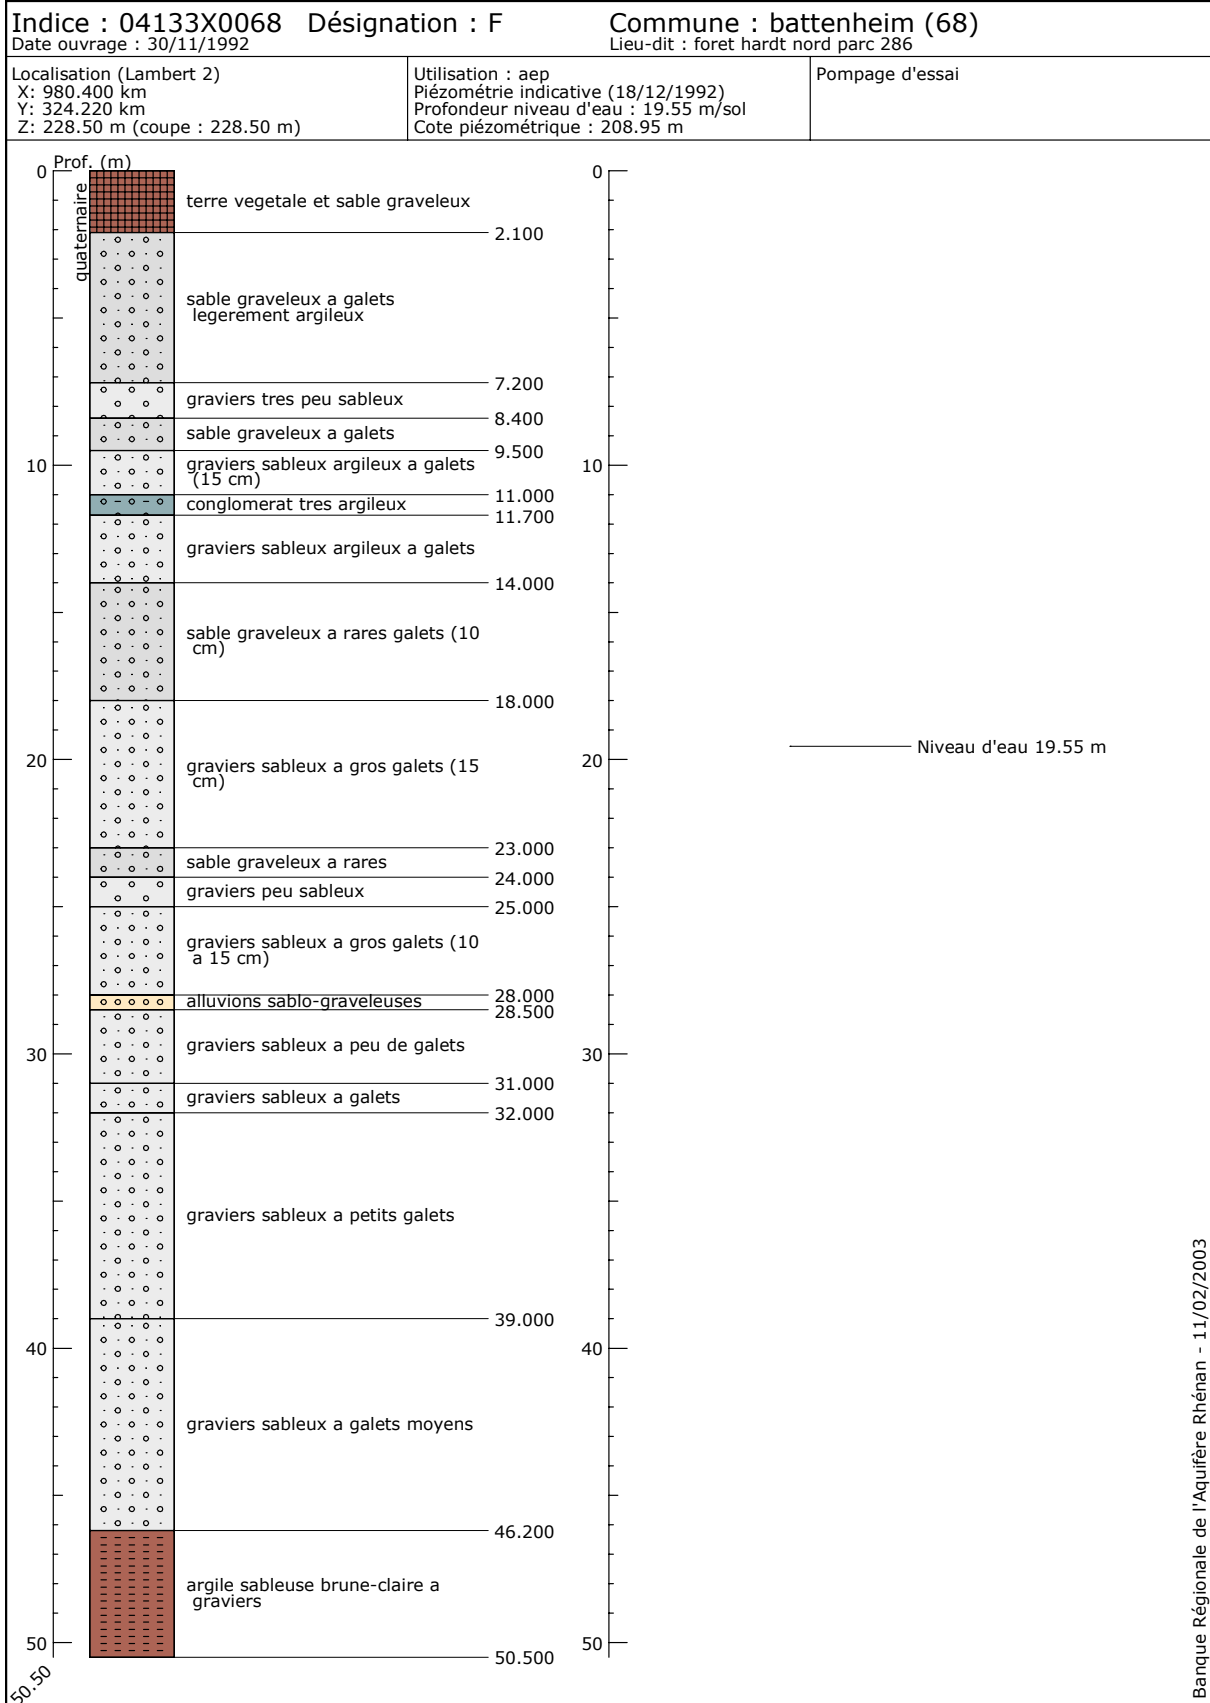 Indice : 04133X0068 Désignation : F
Commune : battenheim (68)
Date ouvrage : 30/11/1992
Lieu-dit : foret hardt nord parc 286
Localisation (Lambert 2)
X: 980.400 km
Y: 324.220 km
Z: 228.50 m (coupe : 228.50 m)
Utilisation : aep
Piézométrie indicative (18/12/1992)
Profondeur niveau d'eau : 19.55 m/sol
Cote piézométrique : 208.95 m
Pompage d'essai
Prof. (m)
0
quaternaire
terre vegetale et sable graveleux
2.100
sable graveleux a galets
legerement argileux
7.200
graviers tres peu sableux
8.400
sable graveleux a galets
9.500
10
graviers sableux argileux a galets
(15 cm)
11.000
conglomerat tres argileux
11.700
graviers sableux argileux a galets
14.000
sable graveleux a rares galets (10
cm)
18.000
20
graviers sableux a gros galets (15
cm)
23.000
sable graveleux a rares
24.000
graviers peu sableux
25.000
graviers sableux a gros galets (10
a 15 cm)
28.000
alluvions sablo-graveleuses
28.500
30
graviers sableux a peu de galets
31.000
graviers sableux a galets
32.000
graviers sableux a petits galets
39.000
40
graviers sableux a galets moyens
46.200
argile sableuse brune-claire a
graviers
50
50.500
50.50
0
10
20
30
40
50
Niveau d'eau 19.55 m
Banque Régionale de l'Aquifère Rhénan - 11/02/2003